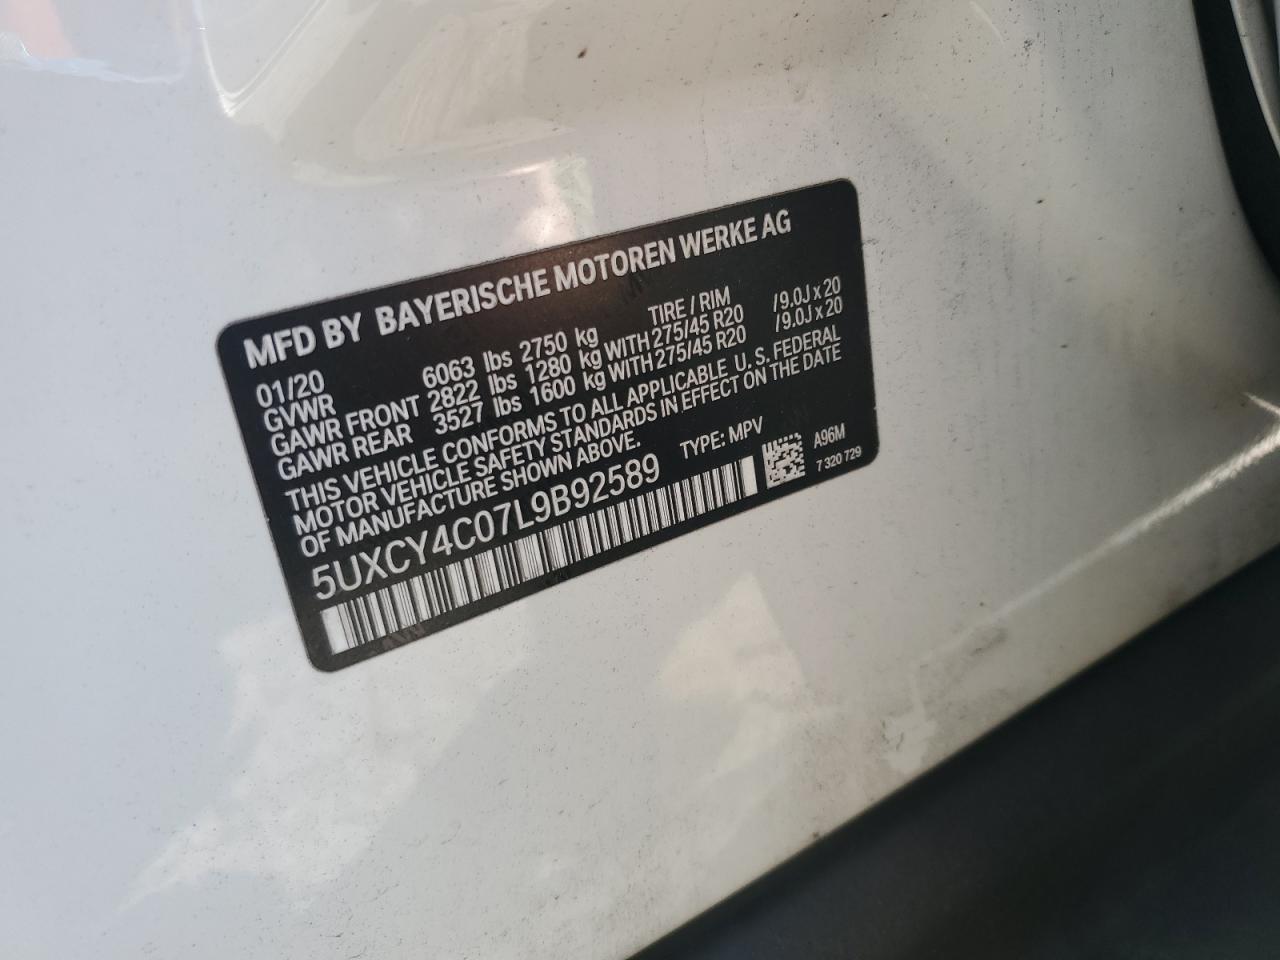 MFD BY BAYERISCHE MOTOREN WERKE AG
01/20 TIRE / RIM
GVWR 6063 lbs 2750 kg
GAWR FRONT 2822 lbs 1280 kg WITH 275/45 R20 /9.0J x 20
GAWR REAR 3527 lbs 1600 kg WITH 275/45 R20 /9.0J x 20
THIS VEHICLE CONFORMS TO ALL APPLICABLE U.S. FEDERAL
MOTOR VEHICLE SAFETY STANDARDS IN EFFECT ON THE DATE
OF MANUFACTURE SHOWN ABOVE. TYPE: MPV
5UXCY4C07L9B92589 A96M
7 320 729